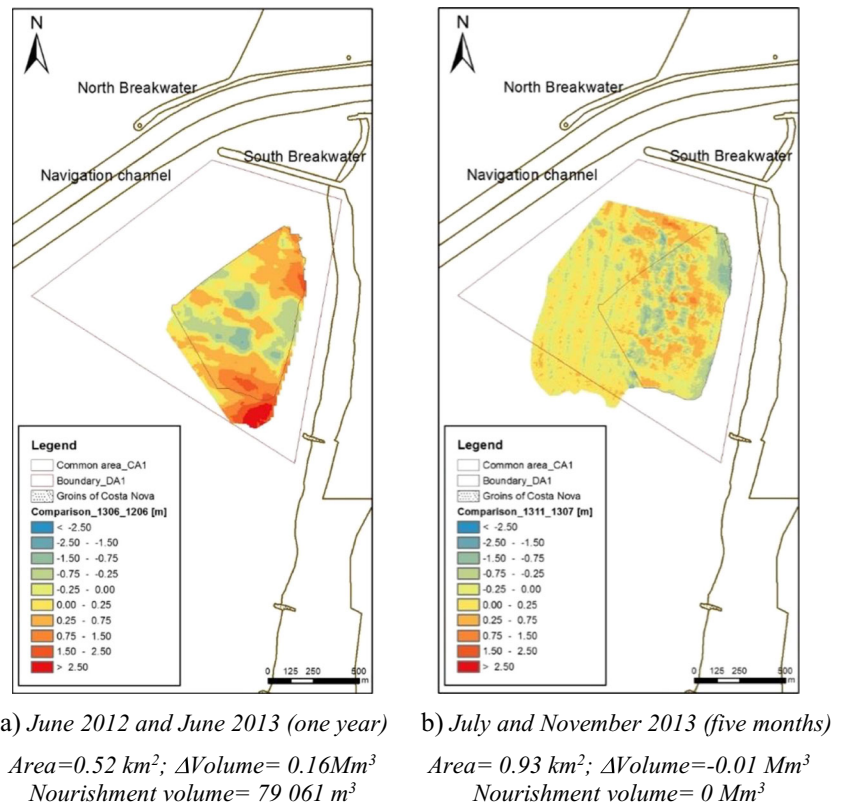 N
North Breakwater
South Breakwater
Navigation channel
Legend
Common area_CA1
Boundary_DA1
Groins of Costa Nova
Comparison_1306_1206 [m]
< -2.50
-2.50 - -1.50
-1.50 - -0.75
-0.75 - -0.25
-0.25 - 0.00
0.00 - 0.25
0.25 - 0.75
0.75 - 1.50
1.50 - 2.50
> 2.50
0 125 250 500
m
N
North Breakwater
South Breakwater
Navigation channel
Legend
Common area_CA1
Boundary_DA1
Groins of Costa Nova
Comparison_1311_1307 [m]
< -2.50
-2.50 - -1.50
-1.50 - -0.75
-0.75 - -0.25
-0.25 - 0.00
0.00 - 0.25
0.25 - 0.75
0.75 - 1.50
1.50 - 2.50
> 2.50
0 125 250 500
m
a) June 2012 and June 2013 (one year)
Area=0.52 km²; ΔVolume= 0.16Mm³
Nourishment volume= 79 061 m³
b) July and November 2013 (five months)
Area= 0.93 km²; ΔVolume=-0.01 Mm³
Nourishment volume= 0 Mm³